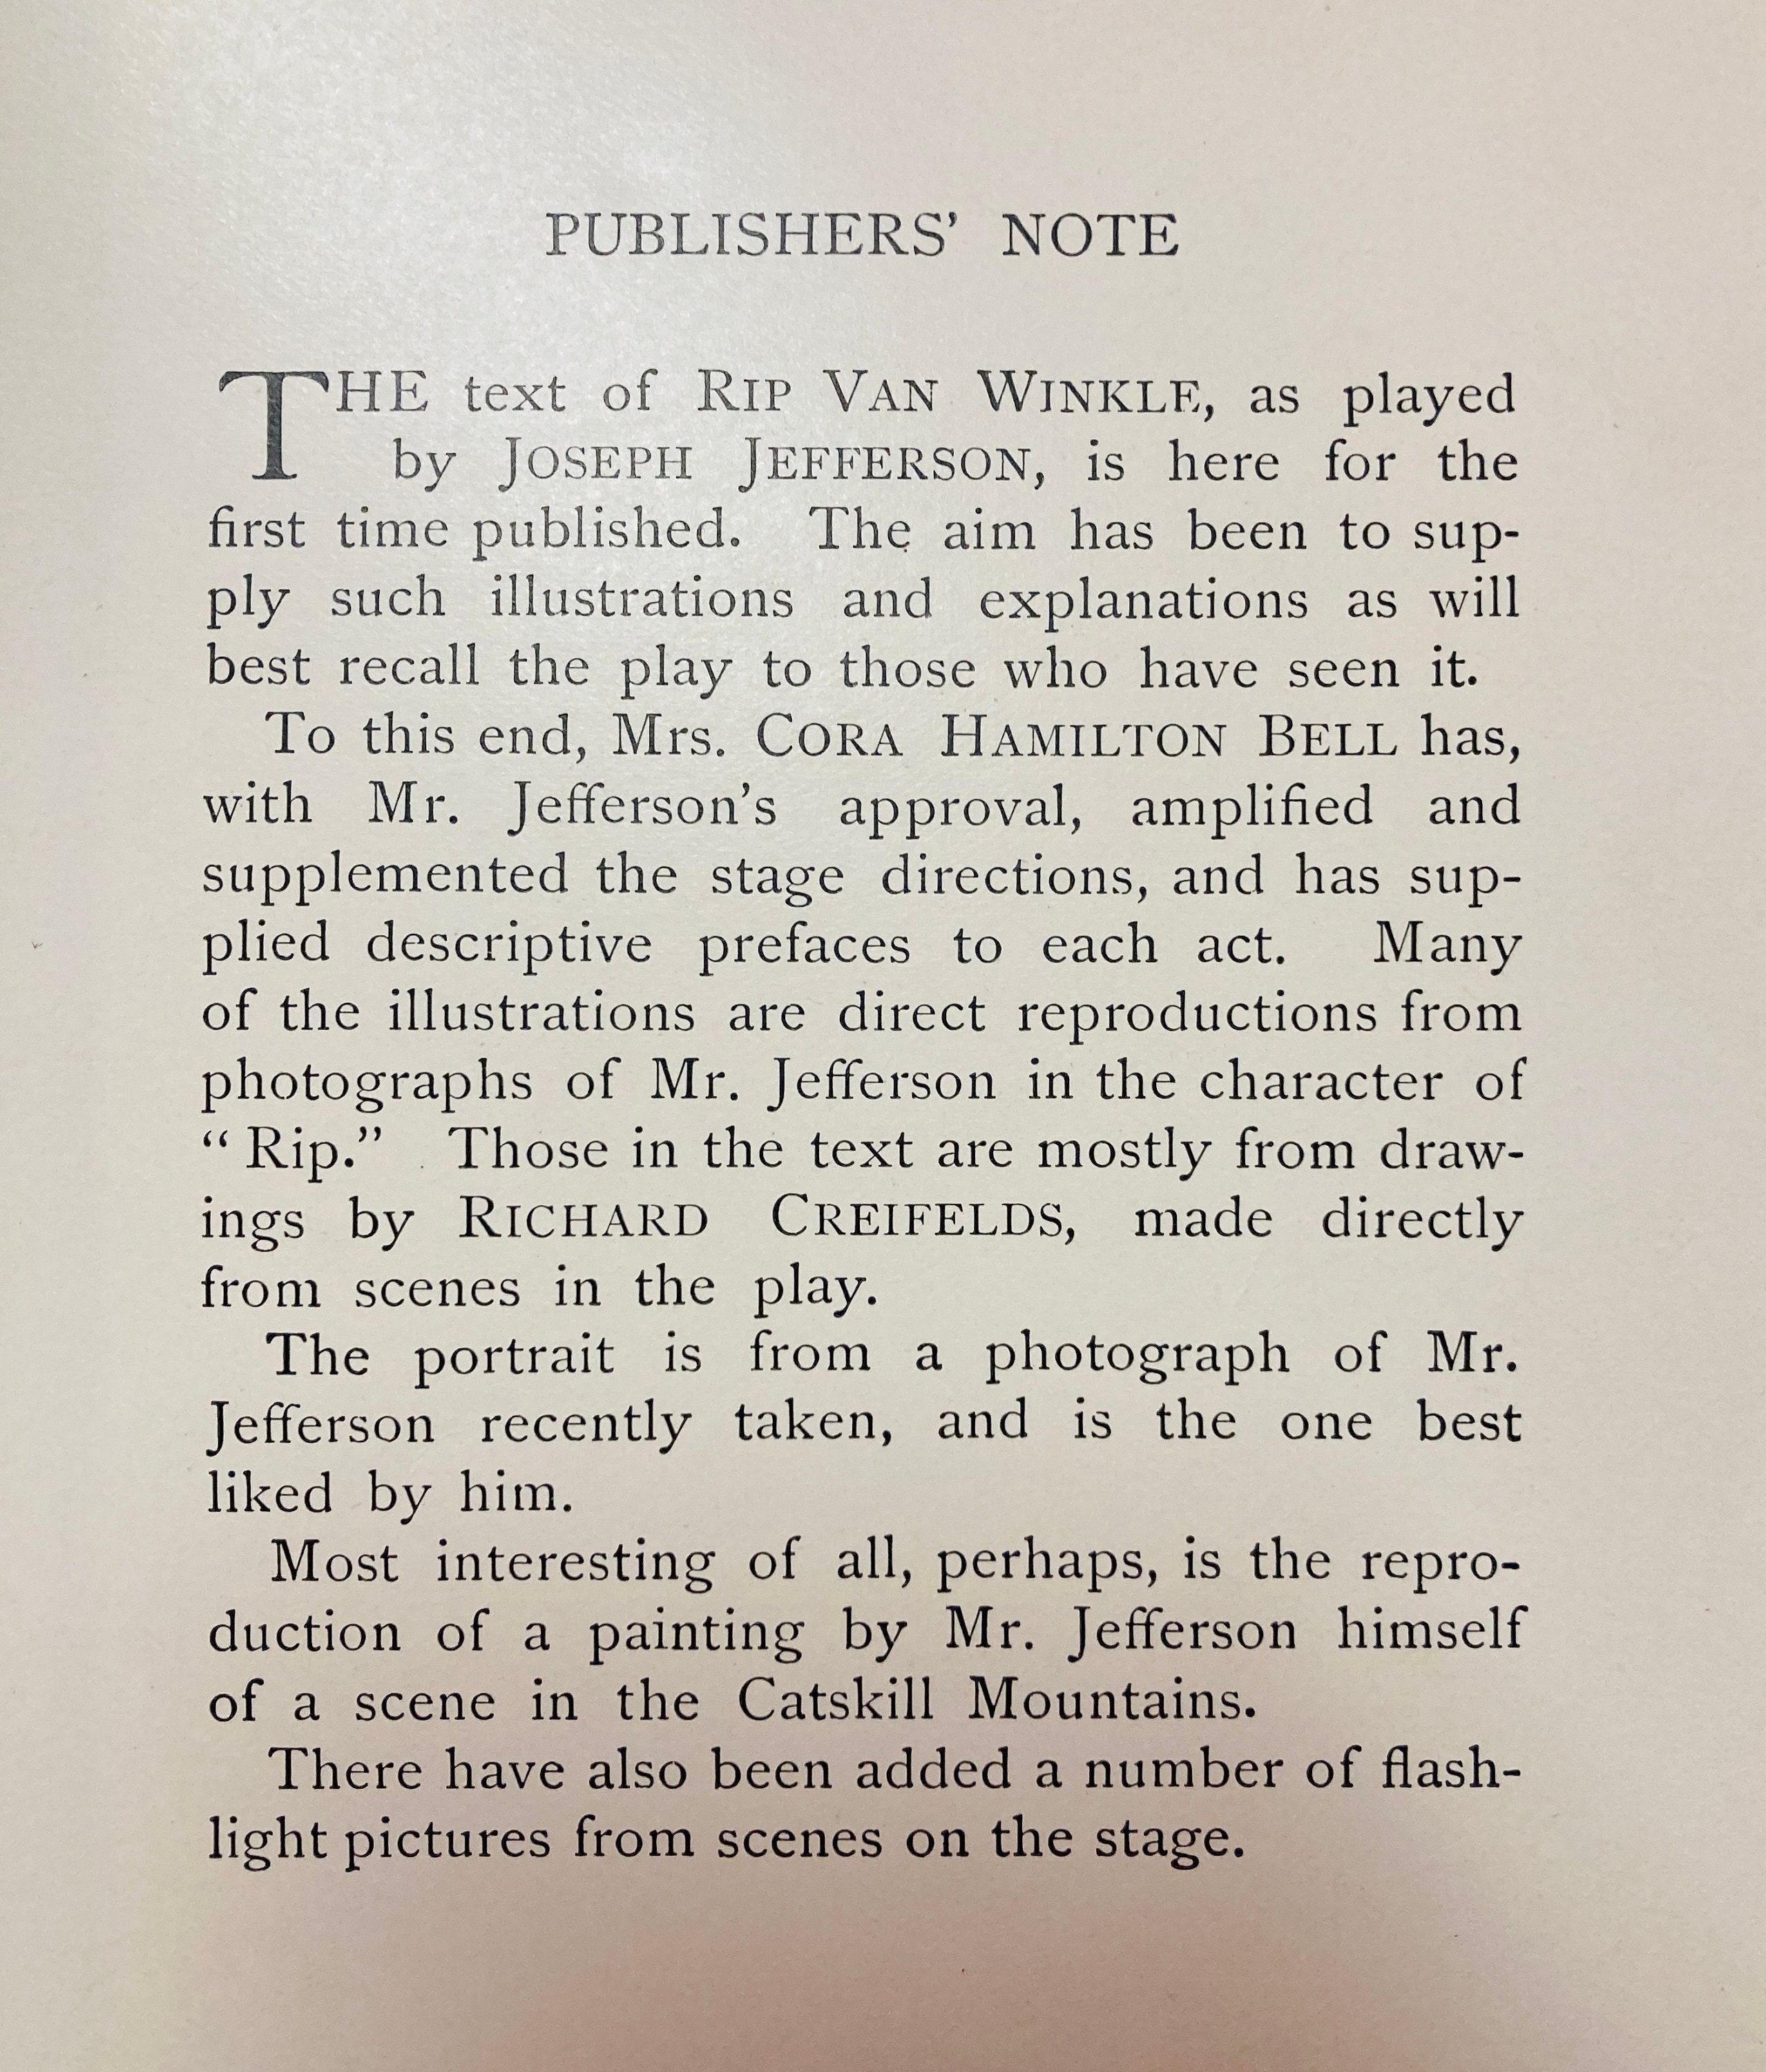 PUBLISHERS’ NOTE
THE text of RIP VAN WINKLE, as played
by JOSEPH JEFFERSON, is here for the
first time published. The aim has been to sup-
ply such illustrations and explanations as will
best recall the play to those who have seen it.
To this end, Mrs. CORA HAMILTON BELL has,
with Mr. Jefferson’s approval, amplified and
supplemented the stage directions, and has sup-
plied descriptive prefaces to each act. Many
of the illustrations are direct reproductions from
photographs of Mr. Jefferson in the character of
“ Rip.” Those in the text are mostly from draw-
ings by RICHARD CREIFELDS, made directly
from scenes in the play.
The portrait is from a photograph of Mr.
Jefferson recently taken, and is the one best
liked by him.
Most interesting of all, perhaps, is the repro-
duction of a painting by Mr. Jefferson himself
of a scene in the Catskill Mountains.
There have also been added a number of flash-
light pictures from scenes on the stage.